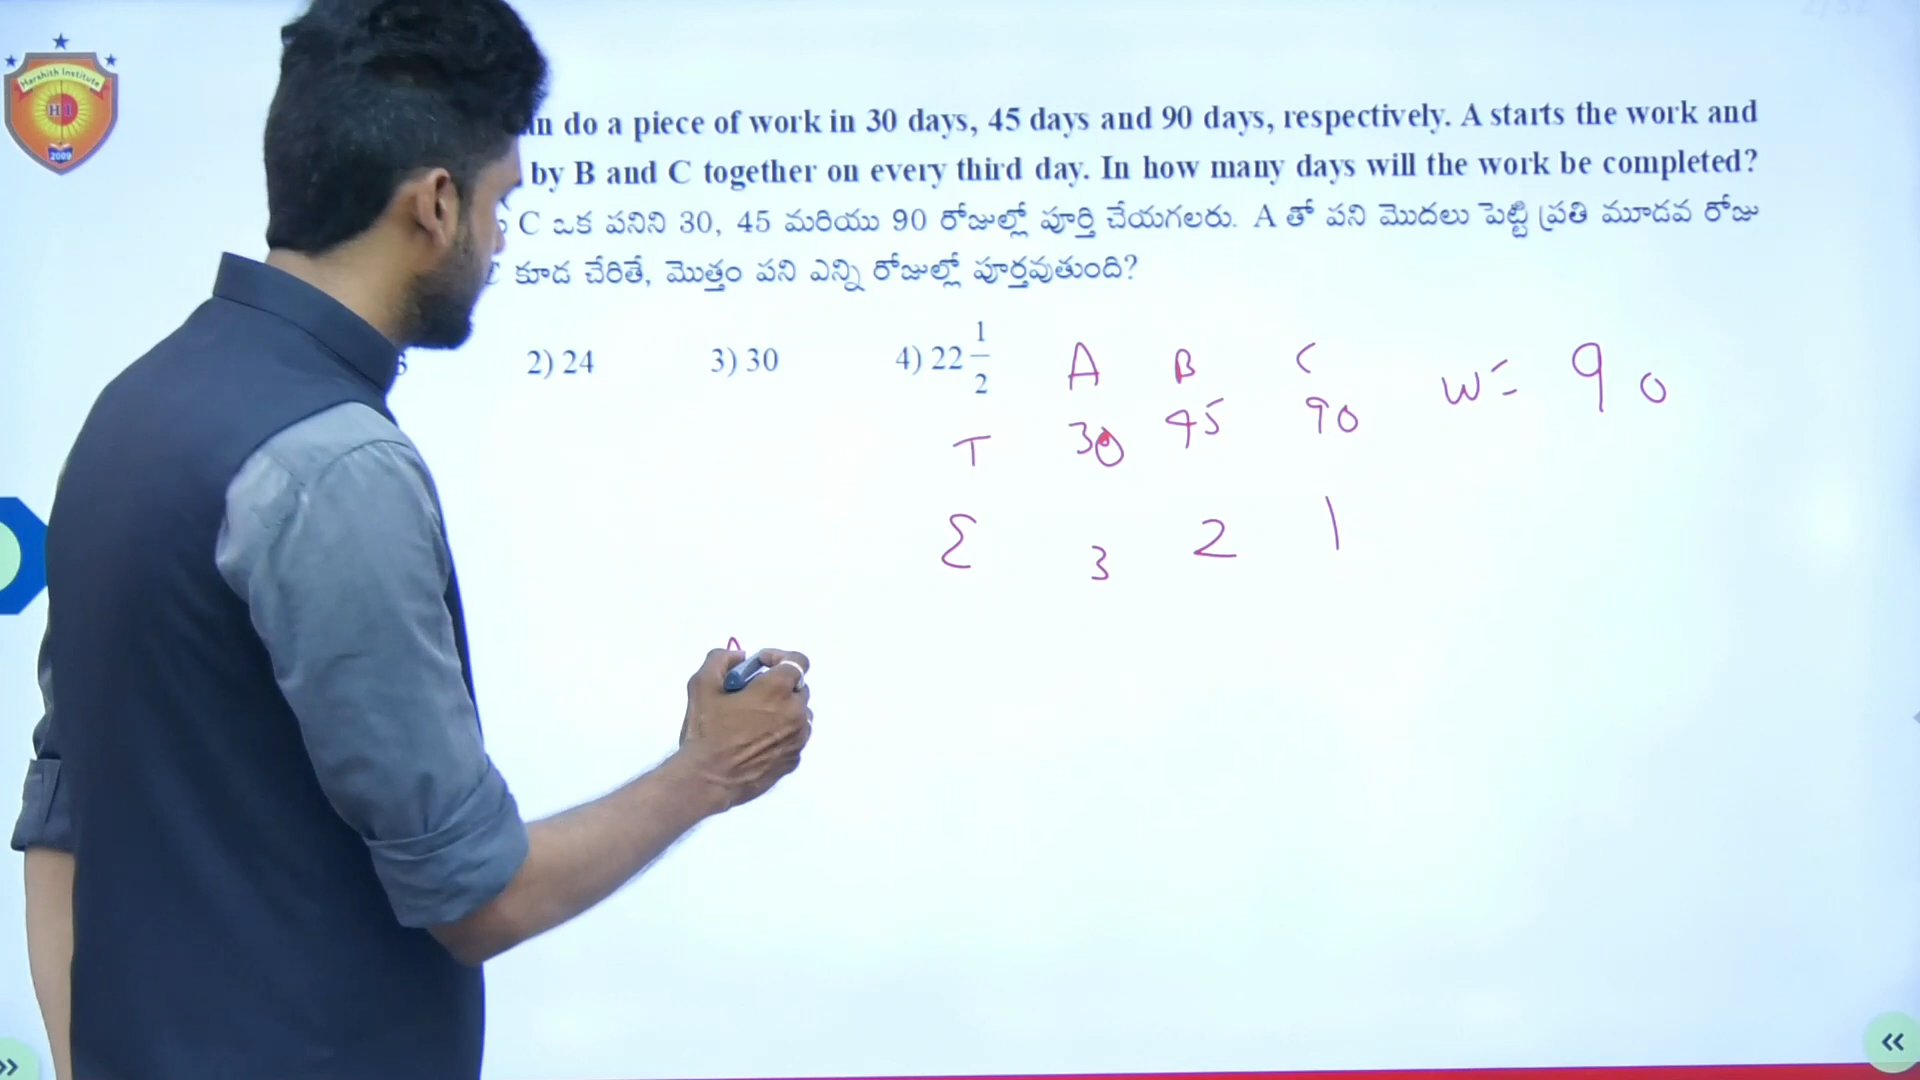 Harshith Institute
H I
2009
do a piece of work in 30 days, 45 days and 90 days, respectively. A starts the work and
by B and C together on every third day. In how many days will the work be completed?
C ఒక పనిని 30, 45 మరియు 90 రోజుల్లో పూర్తి చేయగలరు. A తో పని మొదలు పెట్టి ప్రతి మూడవ రోజు
కూడ చేరితే, మొత్తం పని ఎన్ని రోజుల్లో పూర్తవుతుంది?
2) 24 3) 30 4) 22 1/2
A B C W = 90
T 30 45 90
Σ 3 2 1
A